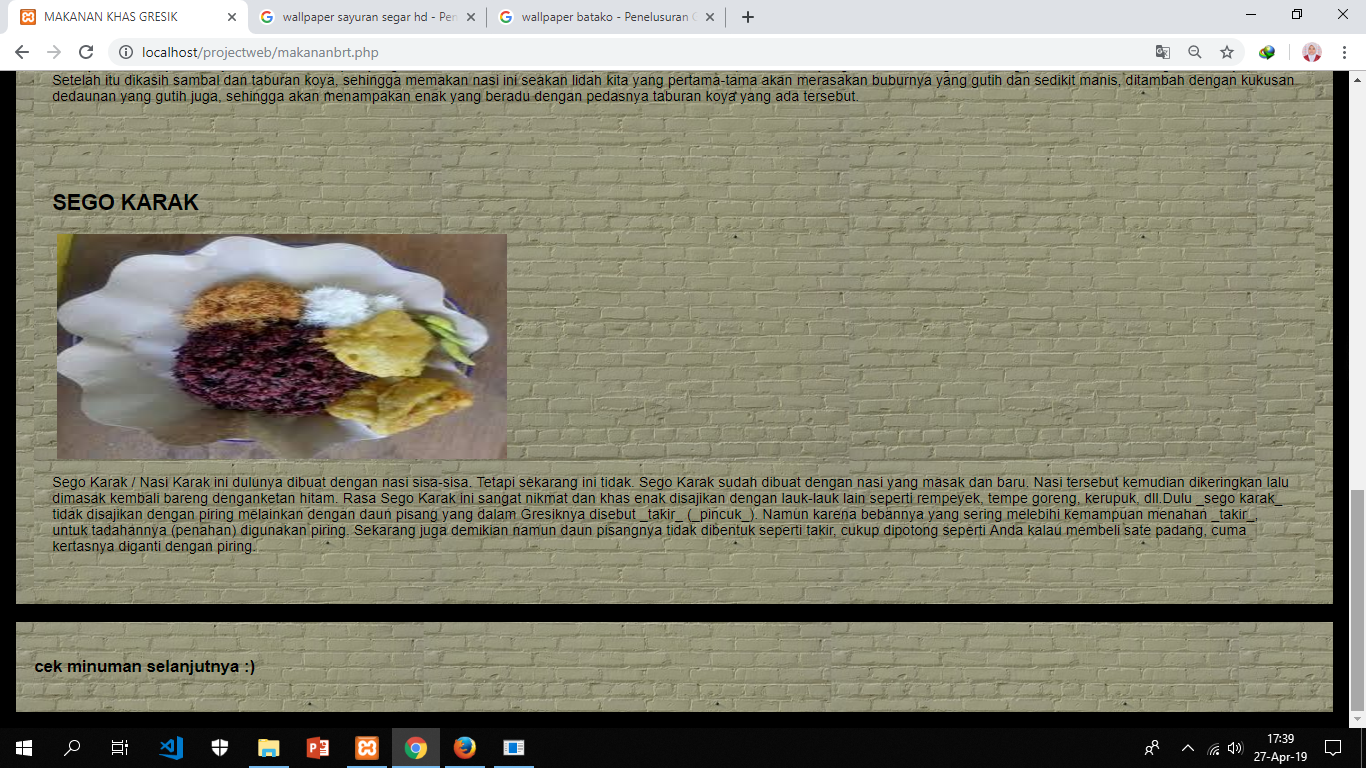 MAKANAN KHAS GRESIK
wallpaper sayuran segar hd - Pen
wallpaper batako - Penelusuran G
localhost/projectweb/makananbrt.php
Setelah itu dikasih sambal dan taburan koya, sehingga memakan nasi ini seakan lidah kita yang pertama-tama akan merasakan buburnya yang gutih dan sedikit manis, ditambah dengan kukusan
dedaunan yang gutih juga, sehingga akan menampakan enak yang beradu dengan pedasnya taburan koya yang ada tersebut.
SEGO KARAK
Sego Karak / Nasi Karak ini dulunya dibuat dengan nasi sisa-sisa. Tetapi sekarang ini tidak. Sego Karak sudah dibuat dengan nasi yang masak dan baru. Nasi tersebut kemudian dikeringkan lalu
dimasak kembali bareng denganketan hitam. Rasa Sego Karak ini sangat nikmat dan khas enak disajikan dengan lauk-lauk lain seperti rempeyek, tempe goreng, kerupuk, dll.Dulu _sego karak_
tidak disajikan dengan piring melainkan dengan daun pisang yang dalam Gresiknya disebut _takir_ (_pincuk_). Namun karena bebannya yang sering melebihi kemampuan menahan _takir_,
untuk tadahannya (penahan) digunakan piring. Sekarang juga demikian namun daun pisangnya tidak dibentuk seperti takir, cukup dipotong seperti Anda kalau membeli sate padang, cuma
kertasnya diganti dengan piring.
cek minuman selanjutnya :)
17:39
27-Apr-19